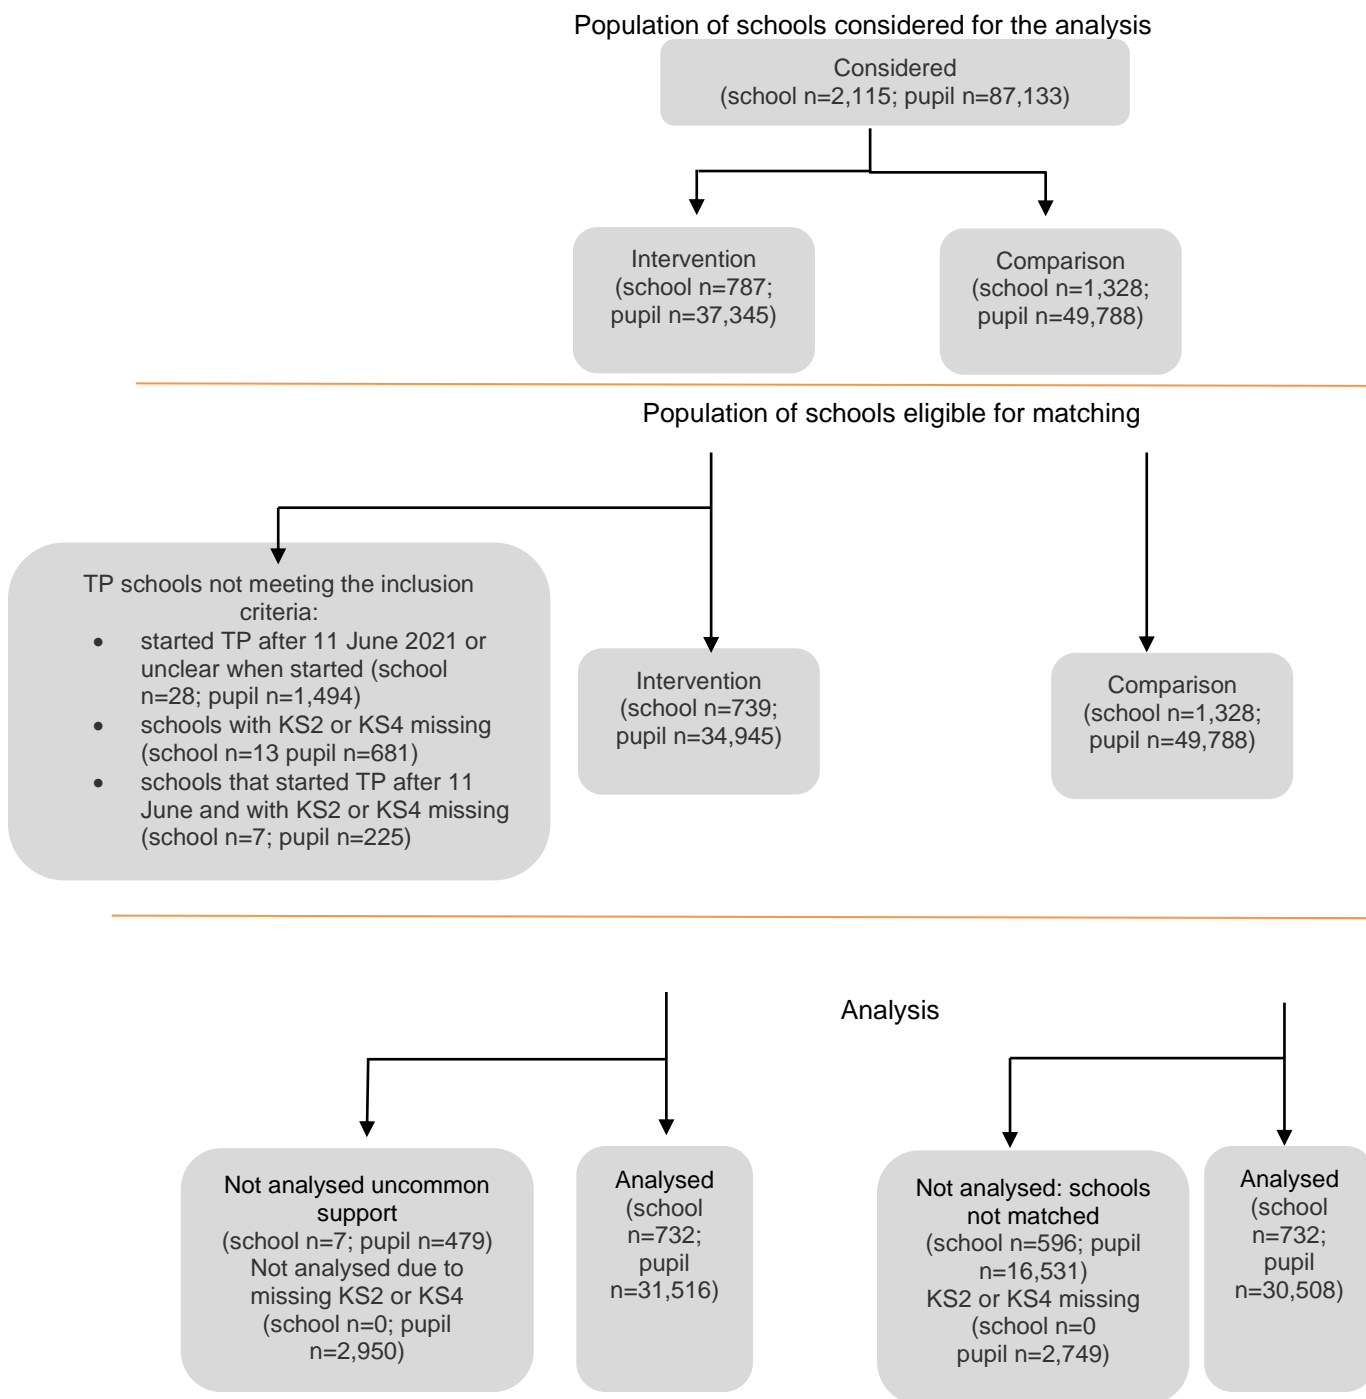 Population of schools considered for the analysis
Considered
(school n=2,115; pupil n=87,133)
Intervention
(school n=787;
pupil n=37,345)
Comparison
(school n=1,328;
pupil n=49,788)
Population of schools eligible for matching
TP schools not meeting the inclusion
criteria:
• started TP after 11 June 2021 or
unclear when started (school
n=28; pupil n=1,494)
• schools with KS2 or KS4 missing
(school n=13 pupil n=681)
• schools that started TP after 11
June and with KS2 or KS4 missing
(school n=7; pupil n=225)
Intervention
(school n=739;
pupil n=34,945)
Comparison
(school n=1,328;
pupil n=49,788)
Analysis
Not analysed uncommon
support
(school n=7; pupil n=479)
Not analysed due to
missing KS2 or KS4
(school n=0; pupil
n=2,950)
Analysed
(school
n=732;
pupil
n=31,516)
Not analysed: schools
not matched
(school n=596; pupil
n=16,531)
KS2 or KS4 missing
(school n=0
pupil n=2,749)
Analysed
(school
n=732;
pupil
n=30,508)